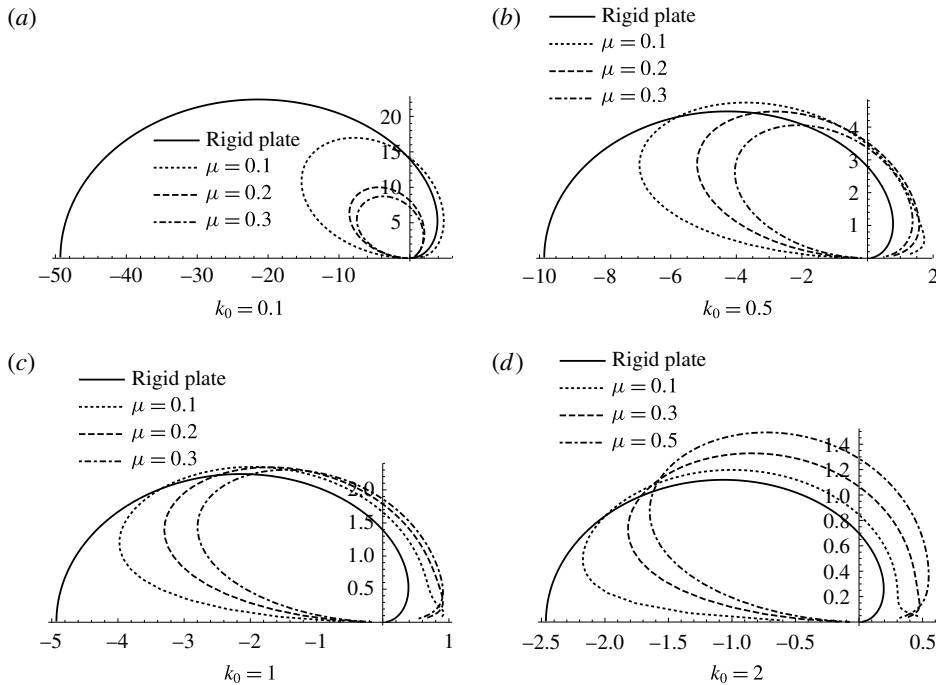 (a)
Rigid plate
μ = 0.1
μ = 0.2
μ = 0.3
20
15
10
5
−50 −40 −30 −20 −10 0
k0 = 0.1
(b)
Rigid plate
μ = 0.1
μ = 0.2
μ = 0.3
4
3
2
1
−10 −8 −6 −4 −2 0 2
k0 = 0.5
(c)
Rigid plate
μ = 0.1
μ = 0.2
μ = 0.3
2.0
1.5
1.0
0.5
−5 −4 −3 −2 −1 0 1
k0 = 1
(d)
Rigid plate
μ = 0.1
μ = 0.3
μ = 0.5
1.4
1.2
1.0
0.8
0.6
0.4
0.2
−2.5 −2.0 −1.5 −1.0 −0.5 0 0.5
k0 = 2